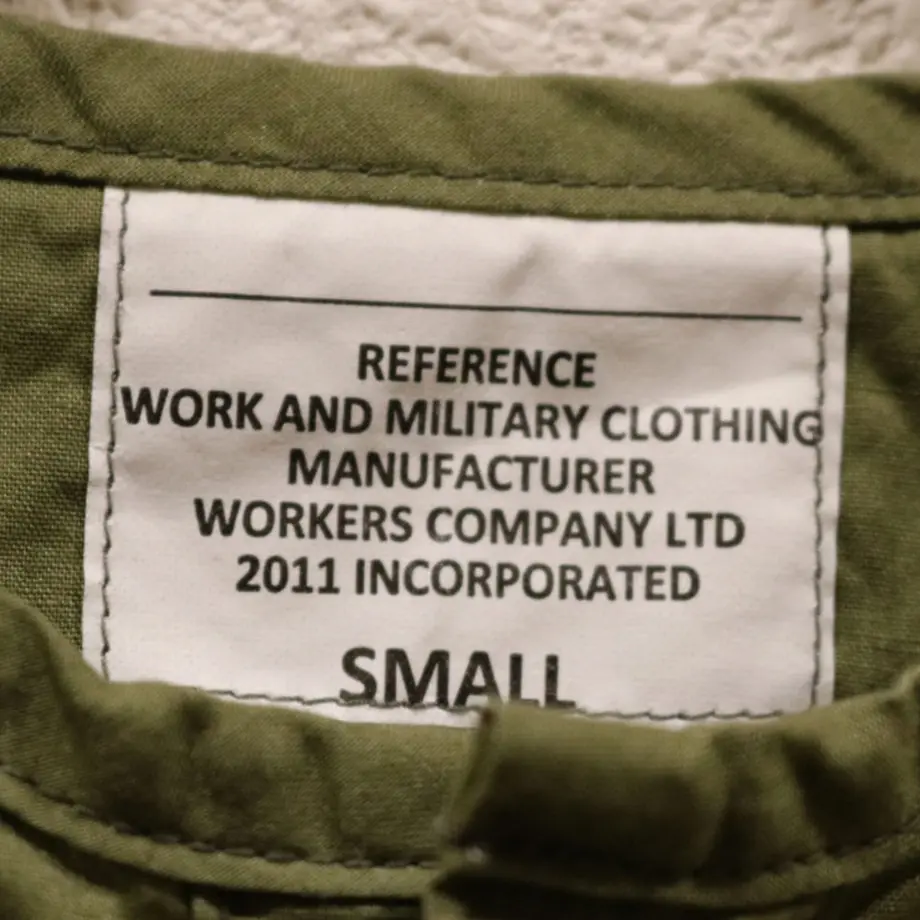 REFERENCE
WORK AND MILITARY CLOTHING
MANUFACTURER
WORKERS COMPANY LTD
2011 INCORPORATED
SMALL